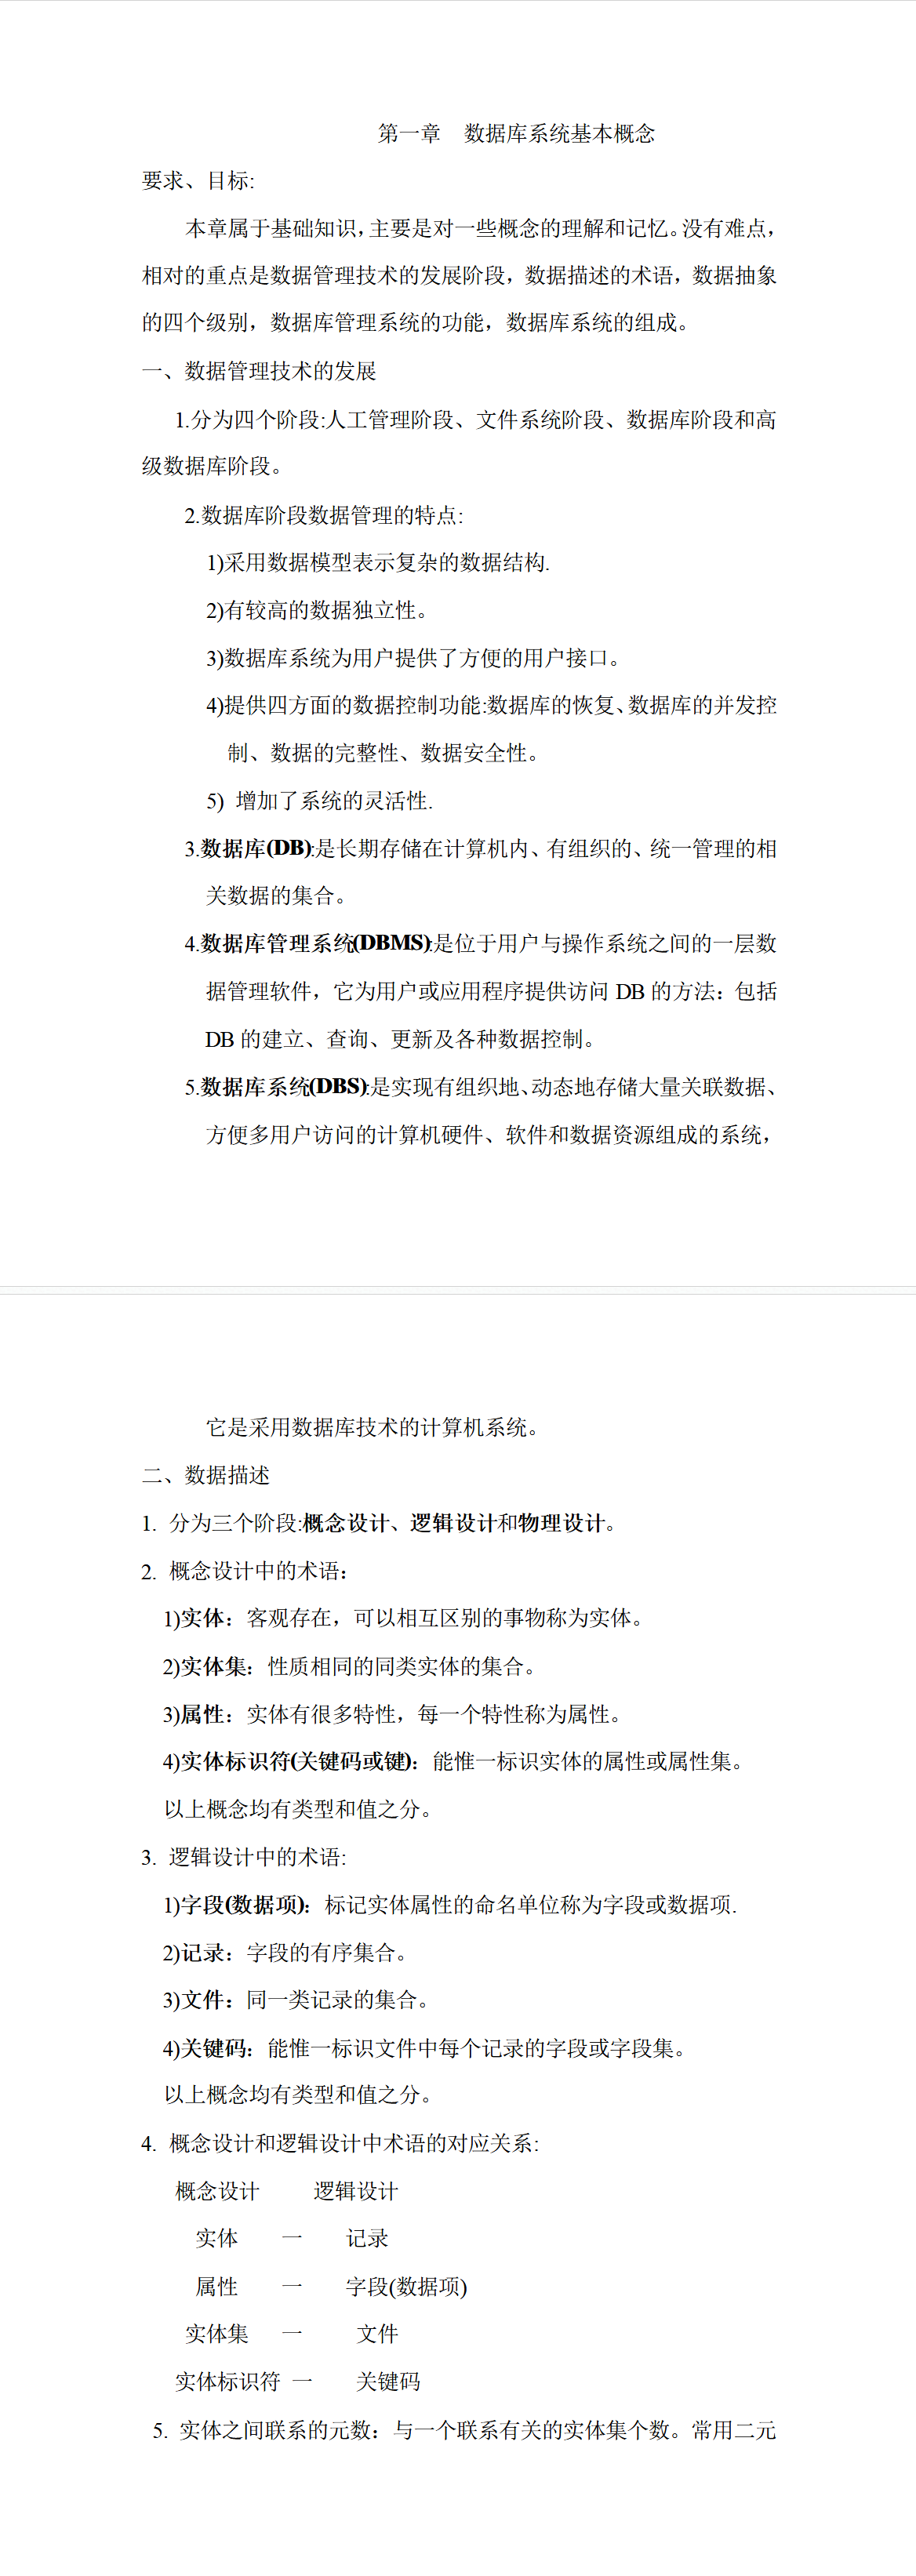 第一章 数据库系统基本概念
要求、目标:
本章属于基础知识,主要是对一些概念的理解和记忆。没有难点,
相对的重点是数据管理技术的发展阶段，数据描述的术语，数据抽象
的四个级别，数据库管理系统的功能，数据库系统的组成。
一、数据管理技术的发展
1.分为四个阶段:人工管理阶段、文件系统阶段、数据库阶段和高
级数据库阶段。
2.数据库阶段数据管理的特点:
1)采用数据模型表示复杂的数据结构.
2)有较高的数据独立性。
3)数据库系统为用户提供了方便的用户接口。
4)提供四方面的数据控制功能:数据库的恢复、数据库的并发控
制、数据的完整性、数据安全性。
5) 增加了系统的灵活性.
3.数据库(DB):是长期存储在计算机内、有组织的、统一管理的相
关数据的集合。
4.数据库管理系统(DBMS):是位于用户与操作系统之间的一层数
据管理软件，它为用户或应用程序提供访问 DB 的方法：包括
DB 的建立、查询、更新及各种数据控制。
5.数据库系统(DBS):是实现有组织地、动态地存储大量关联数据、
方便多用户访问的计算机硬件、软件和数据资源组成的系统，
它是采用数据库技术的计算机系统。
二、数据描述
1. 分为三个阶段:概念设计、逻辑设计和物理设计。
2. 概念设计中的术语：
1)实体：客观存在，可以相互区别的事物称为实体。
2)实体集：性质相同的同类实体的集合。
3)属性：实体有很多特性，每一个特性称为属性。
4)实体标识符(关键码或键)：能惟一标识实体的属性或属性集。
以上概念均有类型和值之分。
3. 逻辑设计中的术语:
1)字段(数据项)：标记实体属性的命名单位称为字段或数据项.
2)记录：字段的有序集合。
3)文件：同一类记录的集合。
4)关键码：能惟一标识文件中每个记录的字段或字段集。
以上概念均有类型和值之分。
4. 概念设计和逻辑设计中术语的对应关系:
概念设计 逻辑设计
实体 — 记录
属性 — 字段(数据项)
实体集 — 文件
实体标识符 — 关键码
5. 实体之间联系的元数：与一个联系有关的实体集个数。常用二元